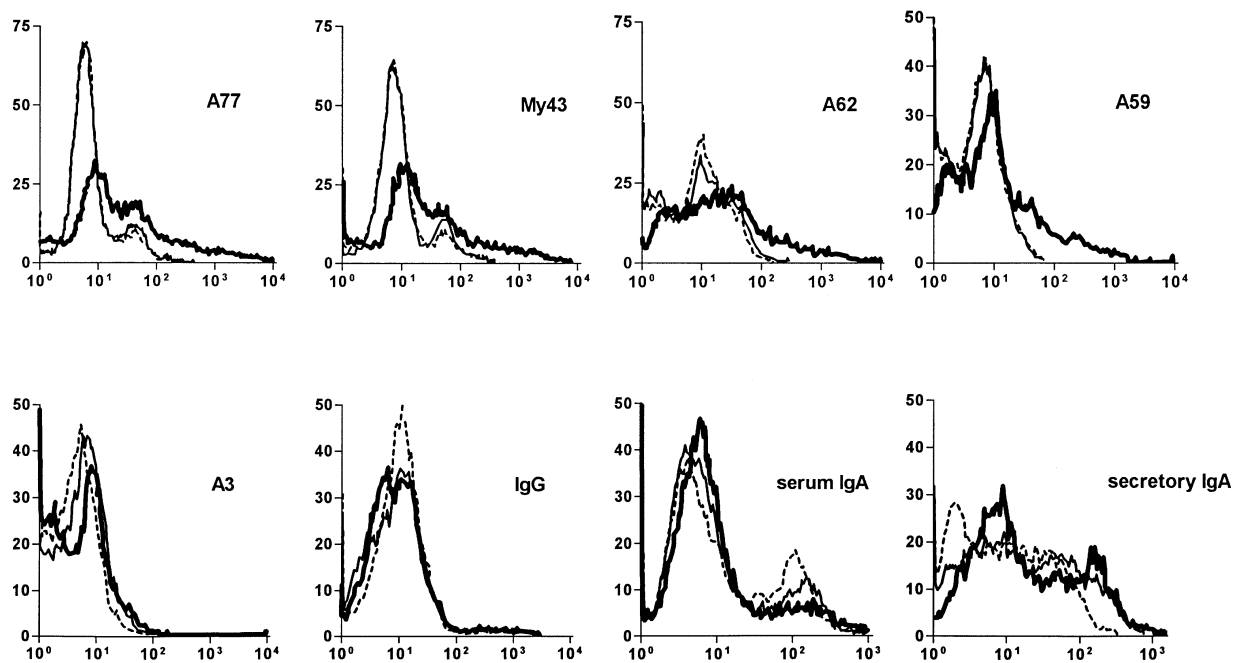 75 75 75 50
A77 My43 A62 A59
40
50 50 50
30
25 25 25 20
10
0 0 0 0
10⁰ 10¹ 10² 10³ 10⁴ 10⁰ 10¹ 10² 10³ 10⁴ 10⁰ 10¹ 10² 10³ 10⁴ 10⁰ 10¹ 10² 10³ 10⁴
50 50 50 50
40 40 40 40
A3 IgG serum IgA secretory IgA
30 30 30 30
20 20 20 20
10 10 10 10
0 0 0 0
10⁰ 10¹ 10² 10³ 10⁴ 10⁰ 10¹ 10² 10³ 10⁴ 10⁰ 10¹ 10² 10³ 10⁰ 10¹ 10² 10³